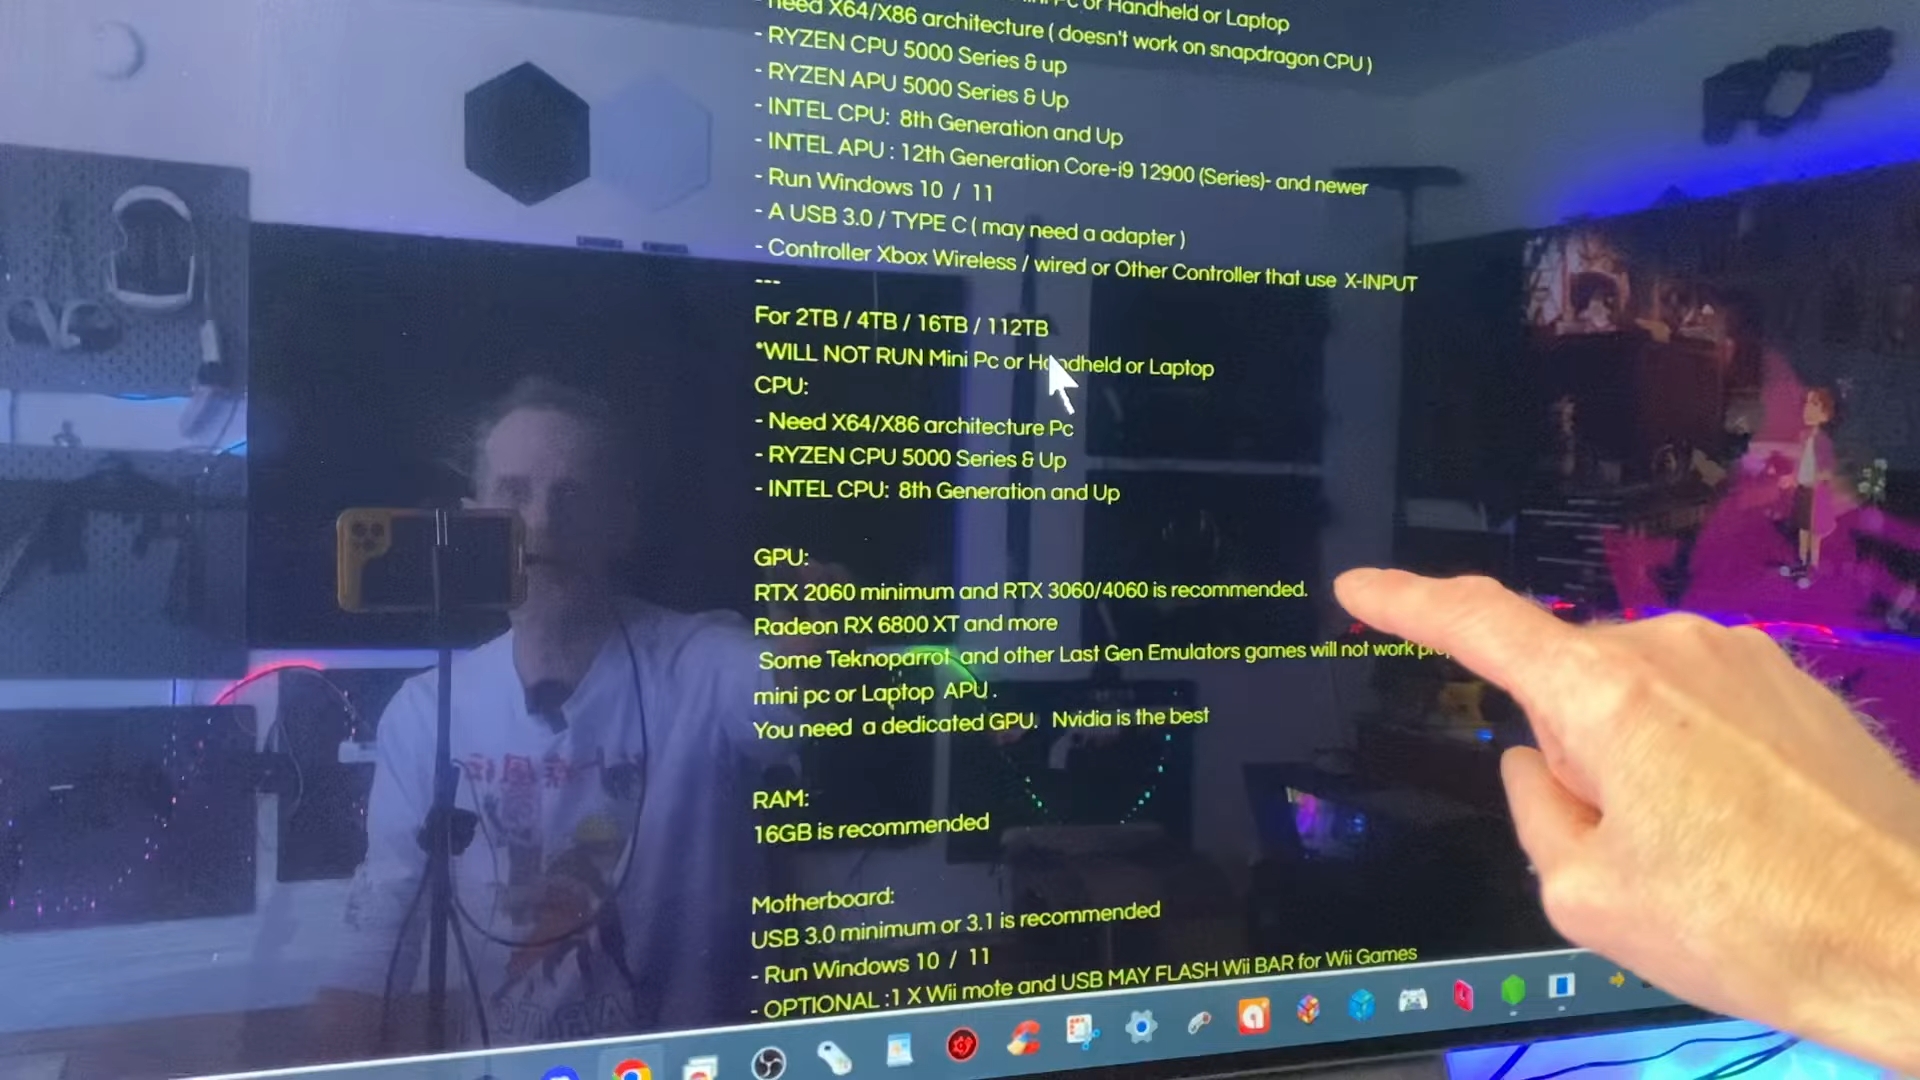 or Handheld or Laptop
- Need X64/X86 architecture ( doesn't work on snapdragon CPU )
- RYZEN CPU 5000 Series & up
- RYZEN APU 5000 Series & Up
- INTEL CPU: 8th Generation and Up
- INTEL APU : 12th Generation Core-i9 12900 (Series)- and newer
- Run Windows 10 / 11
- A USB 3.0 / TYPE C ( may need a adapter )
- Controller Xbox Wireless / wired or Other Controller that use X-INPUT
---
For 2TB / 4TB / 16TB / 112TB
*WILL NOT RUN Mini Pc or Handheld or Laptop
CPU:
- Need X64/X86 architecture Pc
- RYZEN CPU 5000 Series & Up
- INTEL CPU: 8th Generation and Up
GPU:
RTX 2060 minimum and RTX 3060/4060 is recommended.
Radeon RX 6800 XT and more
Some Teknoparrot and other Last Gen Emulators games will not work
mini pc or Laptop APU .
You need a dedicated GPU. Nvidia is the best
RAM:
16GB is recommended
Motherboard:
USB 3.0 minimum or 3.1 is recommended
- Run Windows 10 / 11
- OPTIONAL :1 X Wii mote and USB MAY FLASH Wii BAR for Wii Games